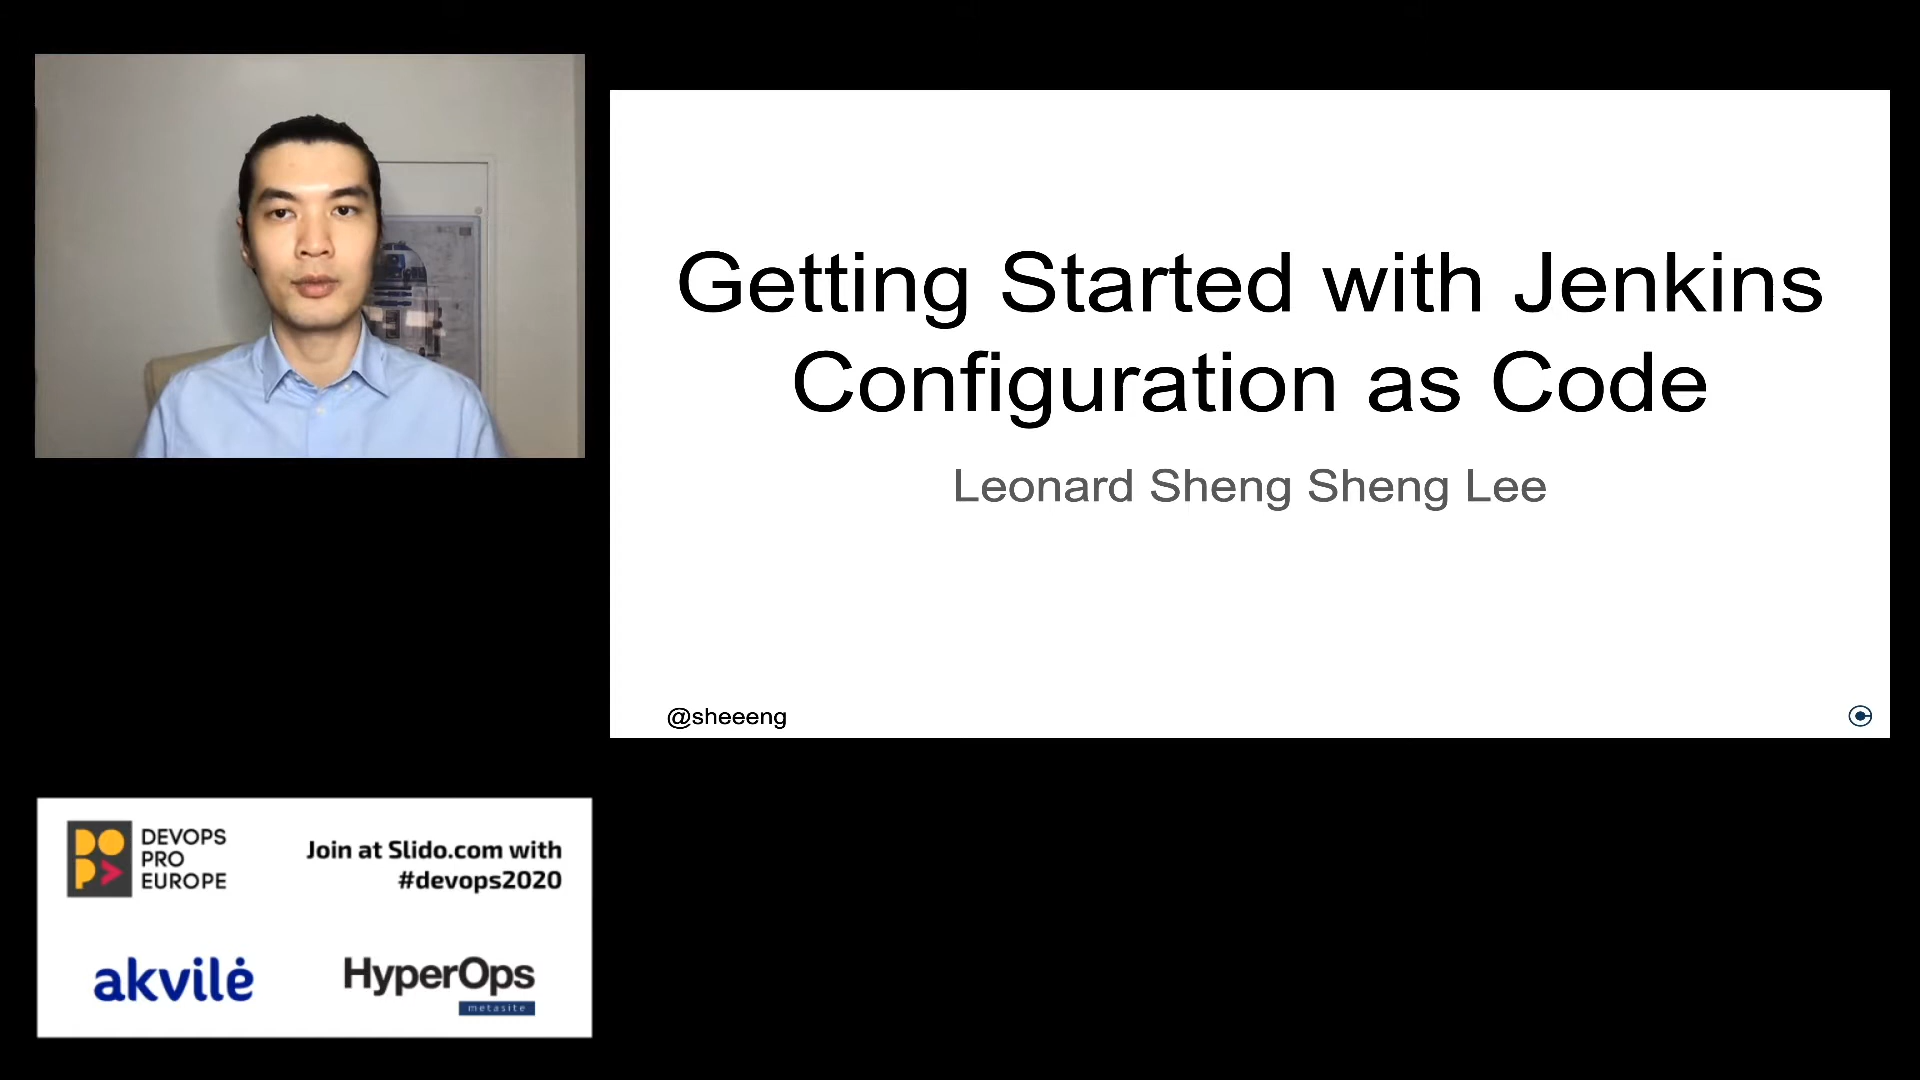 Getting Started with Jenkins
Configuration as Code
Leonard Sheng Sheng Lee
@sheeeng
DEVOPS
PRO
EUROPE
Join at Slido.com with
#devops2020
akvilė
HyperOps
metasite